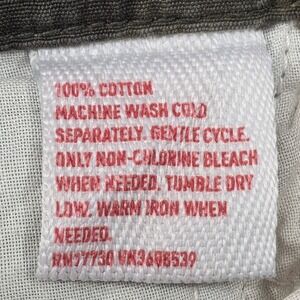 100% COTTON
MACHINE WASH COLD
SEPARATELY. GENTLE CYCLE.
ONLY NON-CHLORINE BLEACH
WHEN NEEDED. TUMBLE DRY
LOW. WARM IRON WHEN
NEEDED.
RN77730 VN3608539